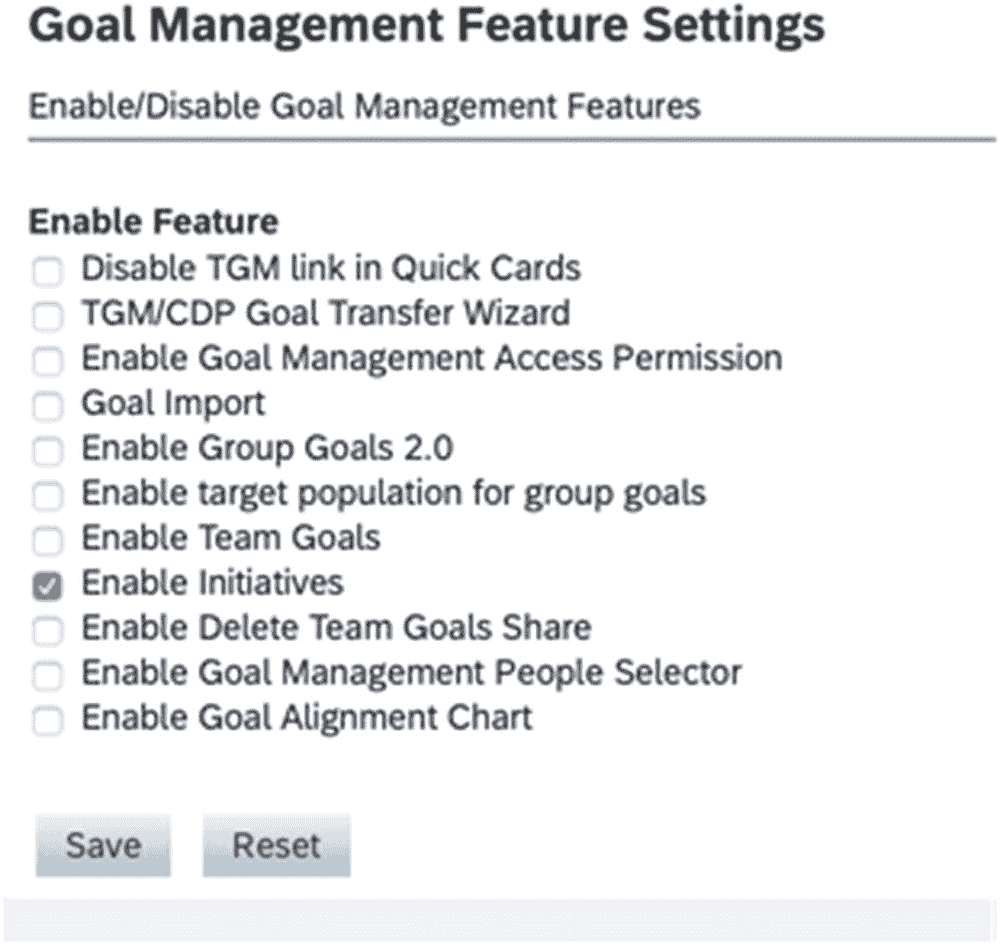 Goal Management Feature Settings
Enable/Disable Goal Management Features
Enable Feature
Disable TGM link in Quick Cards
TGM/CDP Goal Transfer Wizard
Enable Goal Management Access Permission
Goal Import
Enable Group Goals 2.0
Enable target population for group goals
Enable Team Goals
Enable Initiatives
Enable Delete Team Goals Share
Enable Goal Management People Selector
Enable Goal Alignment Chart
Save Reset